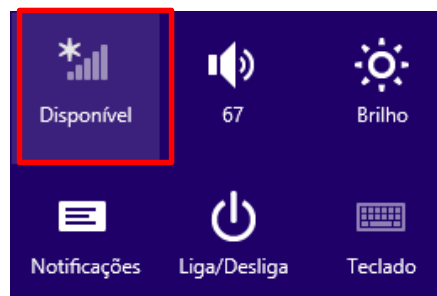 Disponível
67
Brilho
Notificações
Liga/Desliga
Teclado